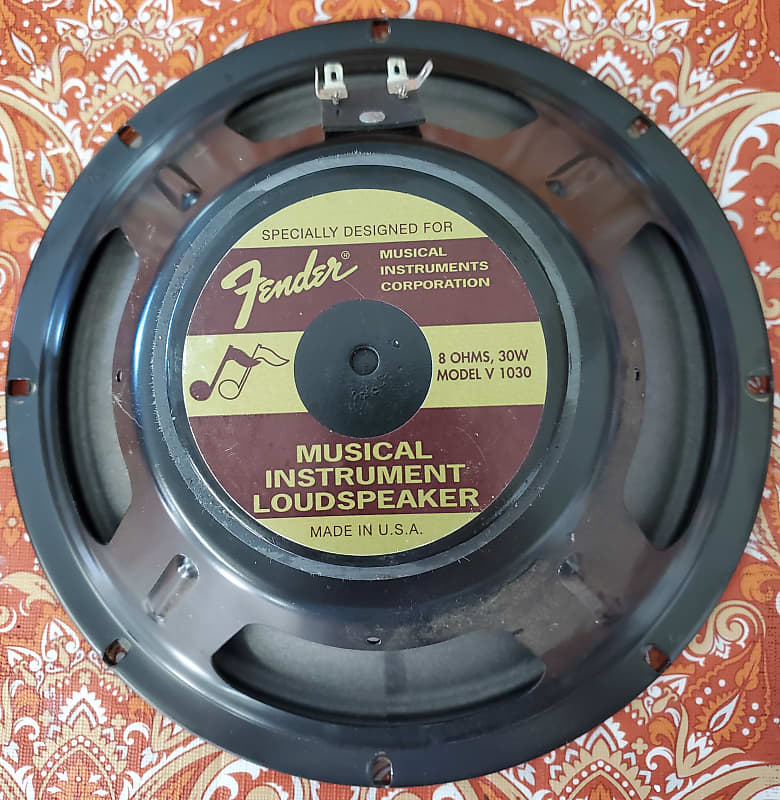 SPECIALLY DESIGNED FOR
Fender®
MUSICAL
INSTRUMENTS
CORPORATION
8 OHMS, 30W
MODEL V 1030
MUSICAL
INSTRUMENT
LOUDSPEAKER
MADE IN U.S.A.